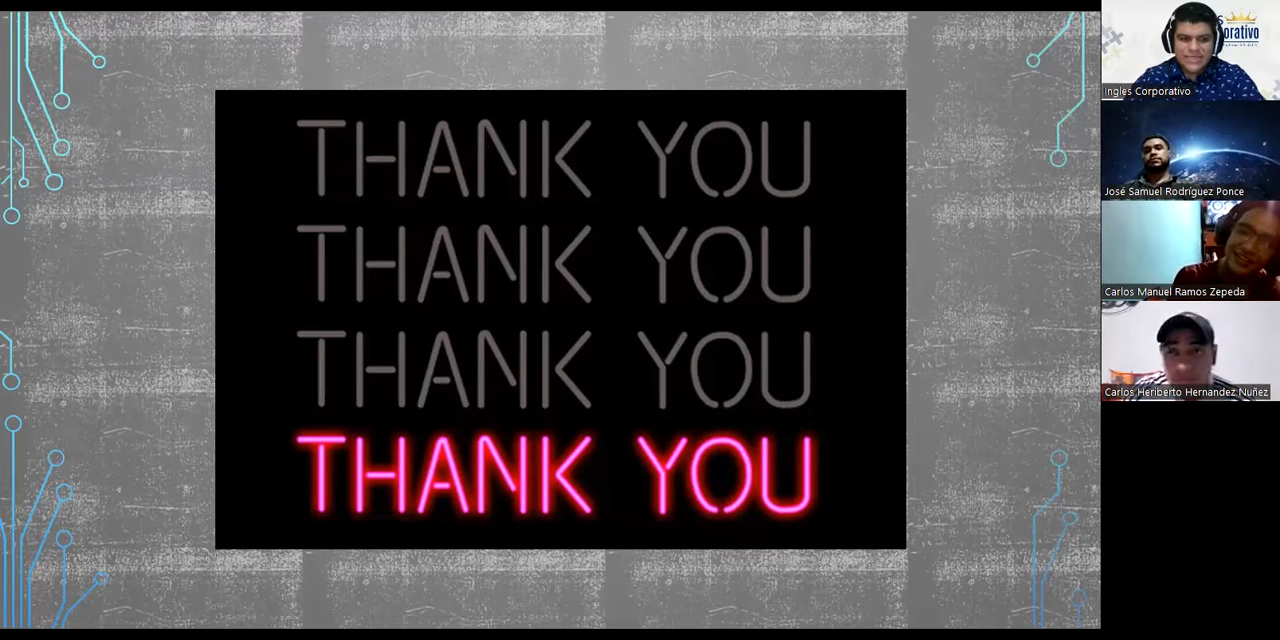 THANK YOU
THANK YOU
THANK YOU
THANK YOU
Ingles Corporativo
José Samuel Rodríguez Ponce
Carlos Manuel Ramos Zepeda
Carlos Heriberto Hernandez Nuñez